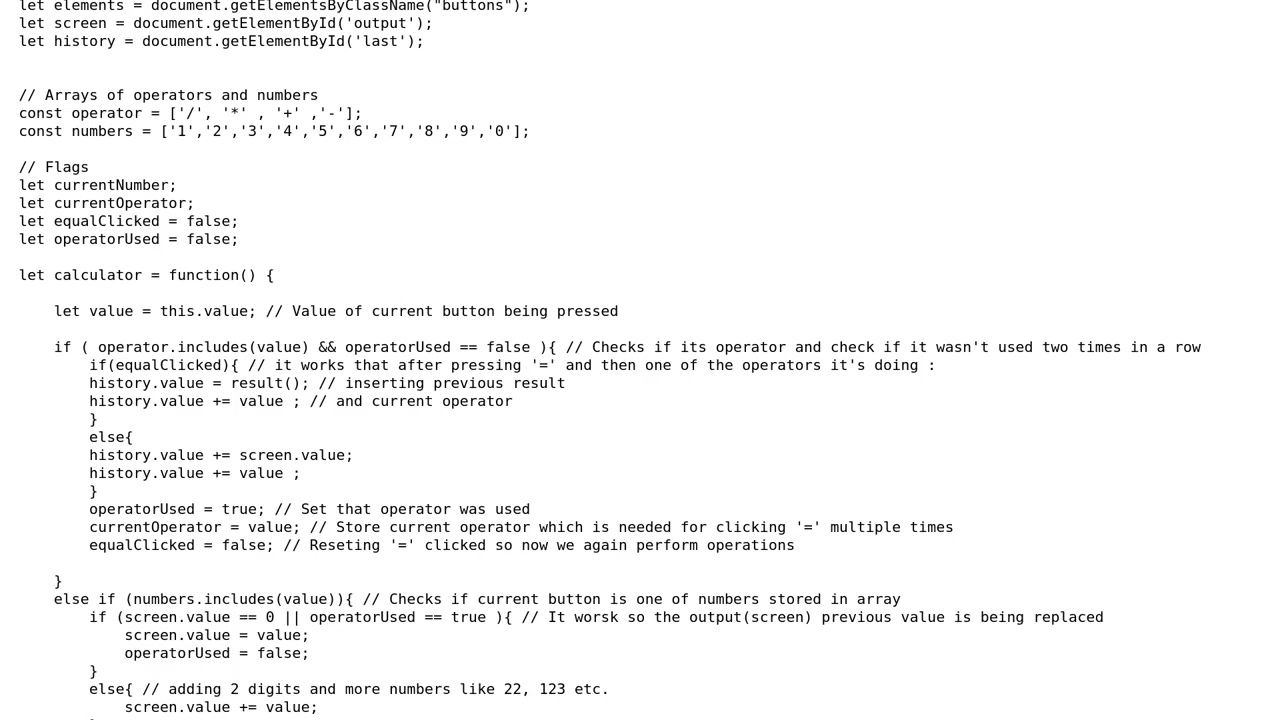 let elements = document.getElementsByClassName("buttons");
let screen = document.getElementById('output');
let history = document.getElementById('last');
// Arrays of operators and numbers
const operator = ['/', '*' , '+' ,'-'];
const numbers = ['1','2','3','4','5','6','7','8','9','0'];
// Flags
let currentNumber;
let currentOperator;
let equalClicked = false;
let operatorUsed = false;
let calculator = function() {
let value = this.value; // Value of current button being pressed
if ( operator.includes(value) && operatorUsed == false ){ // Checks if its operator and check if it wasn't used two times in a row
if(equalClicked){ // it works that after pressing '=' and then one of the operators it's doing :
history.value = result(); // inserting previous result
history.value += value ; // and current operator
}
else{
history.value += screen.value;
history.value += value ;
}
operatorUsed = true; // Set that operator was used
currentOperator = value; // Store current operator which is needed for clicking '=' multiple times
equalClicked = false; // Reseting '=' clicked so now we again perform operations
}
else if (numbers.includes(value)){ // Checks if current button is one of numbers stored in array
if (screen.value == 0 || operatorUsed == true ){ // It worsk so the output(screen) previous value is being replaced
screen.value = value;
operatorUsed = false;
}
else{ // adding 2 digits and more numbers like 22, 123 etc.
screen.value += value;